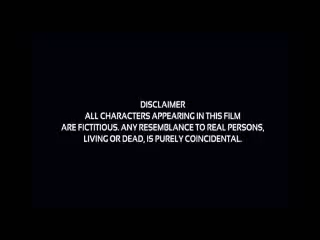 DISCLAIMER
ALL CHARACTERS APPEARING IN THIS FILM
ARE FICTITIOUS. ANY RESEMBLANCE TO REAL PERSONS,
LIVING OR DEAD, IS PURELY COINCIDENTAL.